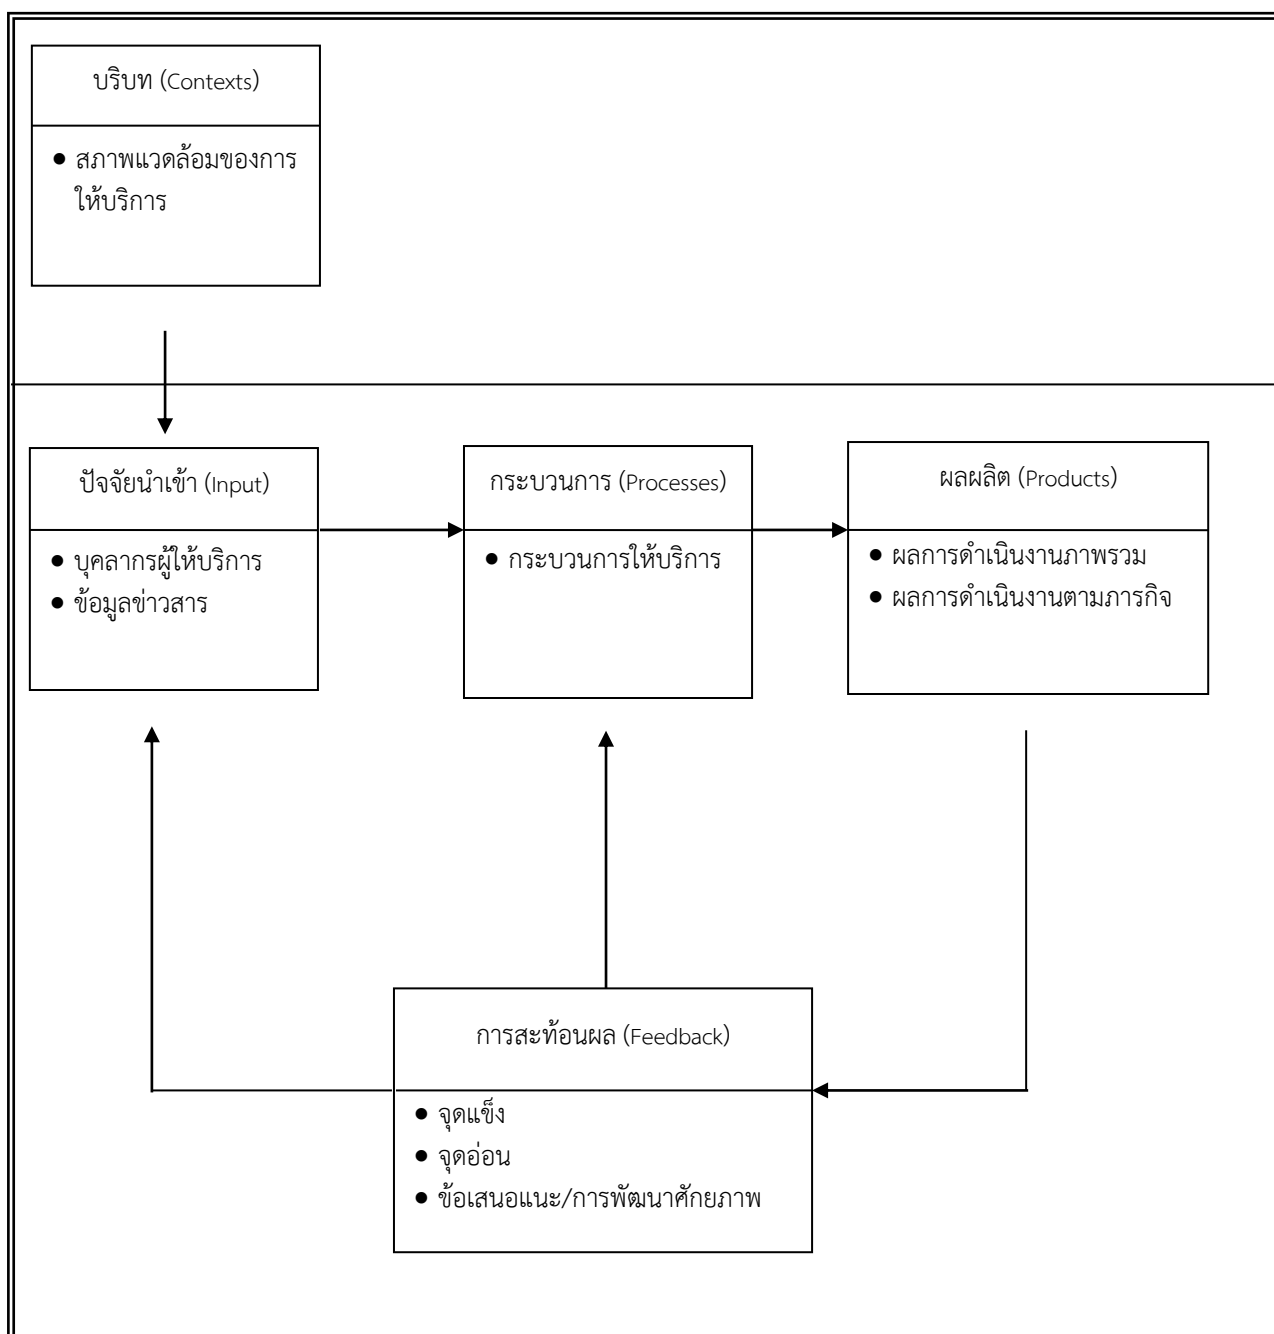 บริบท (Contexts)
● สภาพแวดล้อมของการ
ให้บริการ
ปัจจัยนำเข้า (Input)
● บุคลากรผู้ให้บริการ
● ข้อมูลข่าวสาร
กระบวนการ (Processes)
● กระบวนการให้บริการ
ผลผลิต (Products)
● ผลการดำเนินงานภาพรวม
● ผลการดำเนินงานตามภารกิจ
การสะท้อนผล (Feedback)
● จุดแข็ง
● จุดอ่อน
● ข้อเสนอแนะ/การพัฒนาศักยภาพ